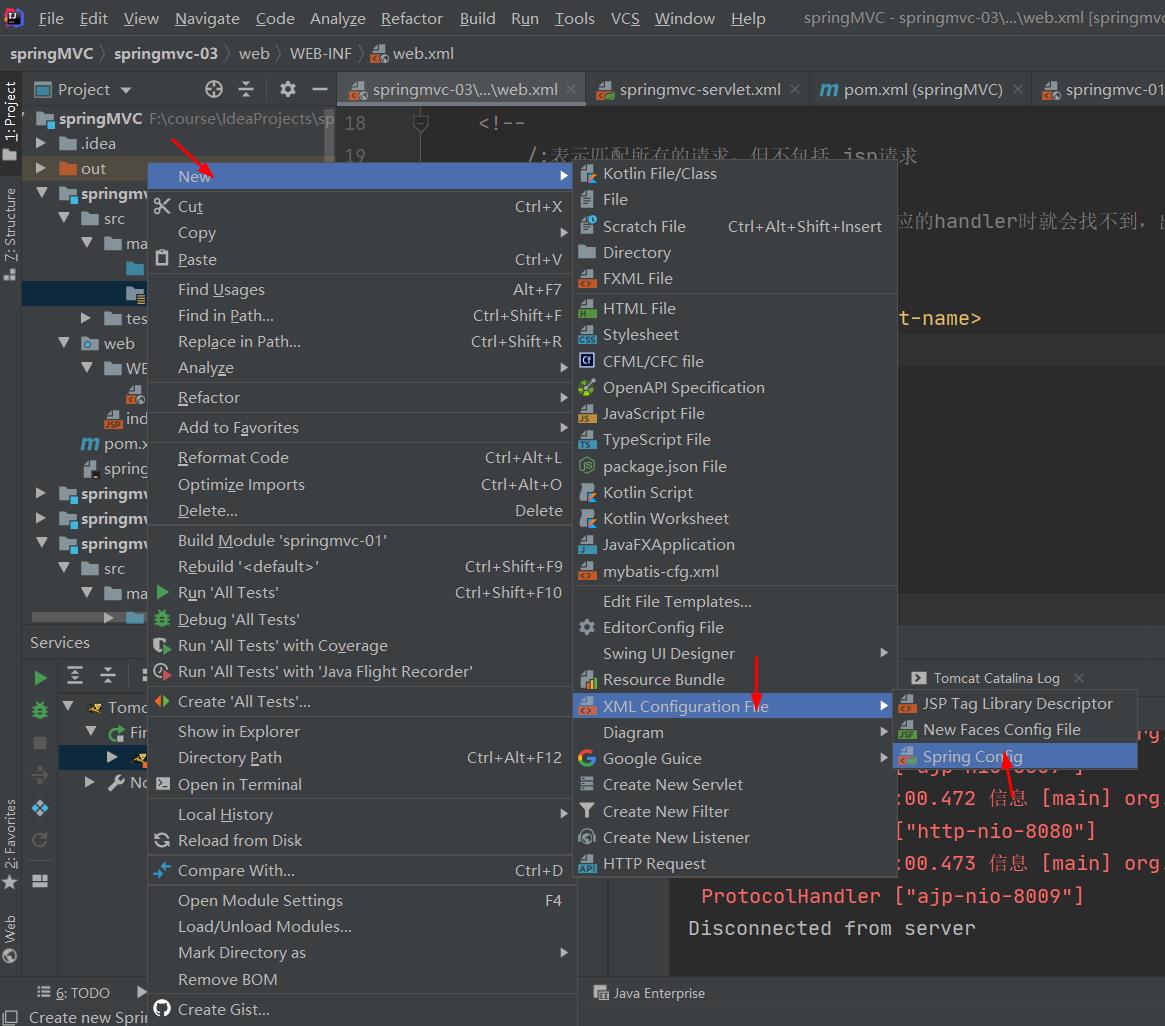 File Edit View Navigate Code Analyze Refactor Build Run Tools VCS Window Help springMVC - springmvc-03\...\web.xml [springmvc
springMVC springmvc-03 web WEB-INF web.xml
1: Project
Z: Structure
2: Favorites
Web
Project
springmvc-03\...\web.xml springmvc-servlet.xml pom.xml (springMVC) springmvc-01
springMVC F:\course\IdeaProjects\sp
.idea
out
springmv
src
ma
tes
web
WE
ind
pom.x
spring
springmv
springmv
springmv
src
ma
18 <!--
19 /:表示匹配所有的请求,但不包括.jsp请求
应的handler时就会找不到,
t-name>
New
Cut Ctrl+X
Copy
Paste Ctrl+V
Find Usages Alt+F7
Find in Path... Ctrl+Shift+F
Replace in Path... Ctrl+Shift+R
Analyze
Refactor
Add to Favorites
Reformat Code Ctrl+Alt+L
Optimize Imports Ctrl+Alt+O
Delete... Delete
Build Module 'springmvc-01'
Rebuild '<default>' Ctrl+Shift+F9
Run 'All Tests' Ctrl+Shift+F10
Debug 'All Tests'
Run 'All Tests' with Coverage
Run 'All Tests' with 'Java Flight Recorder'
Create 'All Tests'...
Show in Explorer
Directory Path Ctrl+Alt+F12
Open in Terminal
Local History
Reload from Disk
Compare With... Ctrl+D
Open Module Settings F4
Load/Unload Modules...
Mark Directory as
Remove BOM
Create Gist...
Kotlin File/Class
File
Scratch File Ctrl+Alt+Shift+Insert
Directory
FXML File
HTML File
Stylesheet
CFML/CFC file
OpenAPI Specification
JavaScript File
TypeScript File
package.json File
Kotlin Script
Kotlin Worksheet
JavaFXApplication
mybatis-cfg.xml
Edit File Templates...
EditorConfig File
Swing UI Designer
Resource Bundle
XML Configuration File
Diagram
Google Guice
Create New Servlet
Create New Filter
Create New Listener
HTTP Request
JSP Tag Library Descriptor
New Faces Config File
Spring Config
Services
Tomc
Fin
No
Tomcat Catalina Log
["ajp-nio-8009"]
:00.472 信息 [main] org
["http-nio-8080"]
:00.473 信息 [main] org
ProtocolHandler ["ajp-nio-8009"]
Disconnected from server
6: TODO
Java Enterprise
Create new Spri